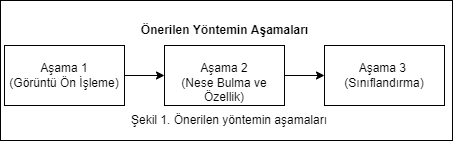 Önerilen Yöntemin Aşamaları
Aşama 1
(Görüntü Ön İşleme)
Aşama 2
(Nese Bulma ve
Özellik)
Aşama 3
(Sınıflandırma)
Şekil 1. Önerilen yöntemin aşamaları